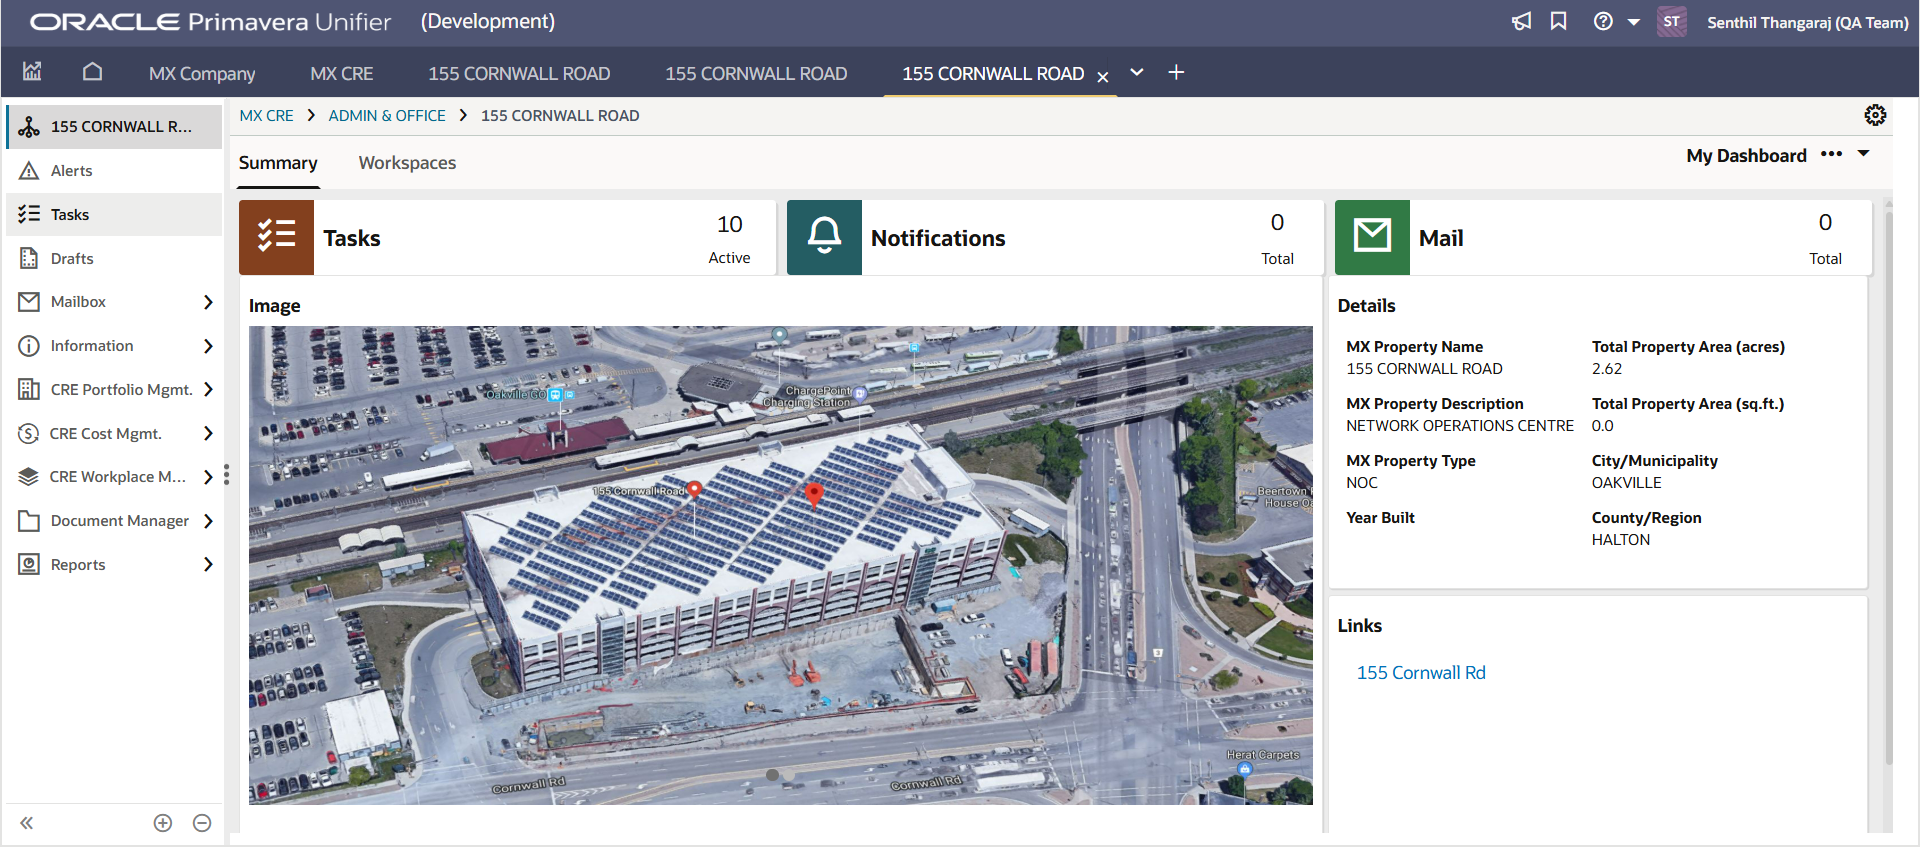 ORACLE Primavera Unifier (Development)
ST Senthil Thangaraj (QA Team)
MX Company MX CRE 155 CORNWALL ROAD 155 CORNWALL ROAD 155 CORNWALL ROAD
155 CORNWALL R...
Alerts
Tasks
Drafts
Mailbox
Information
CRE Portfolio Mgmt.
CRE Cost Mgmt.
CRE Workplace M...
Document Manager
Reports
MX CRE > ADMIN & OFFICE > 155 CORNWALL ROAD
Summary Workspaces
My Dashboard
Tasks
10
Active
Notifications
0
Total
Mail
0
Total
Image
Oakville GO
ChargePoint
Charging Station
155 Cornwall Road
Beertown
House
Herat Carpets
Cornwall Rd
Cornwall Rd
Details
MX Property Name
155 CORNWALL ROAD
Total Property Area (acres)
2.62
MX Property Description
NETWORK OPERATIONS CENTRE
Total Property Area (sq.ft.)
0.0
MX Property Type
NOC
City/Municipality
OAKVILLE
Year Built
County/Region
HALTON
Links
155 Cornwall Rd